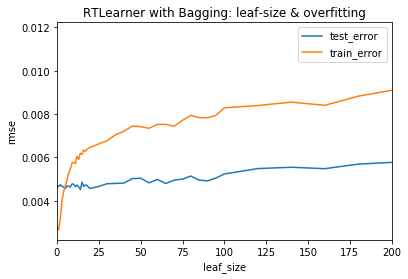 RTLearner with Bagging: leaf-size & overfitting
test_error
train_error
0.012
0.010
0.008
0.006
0.004
rmse
0 25 50 75 100 125 150 175 200
leaf_size